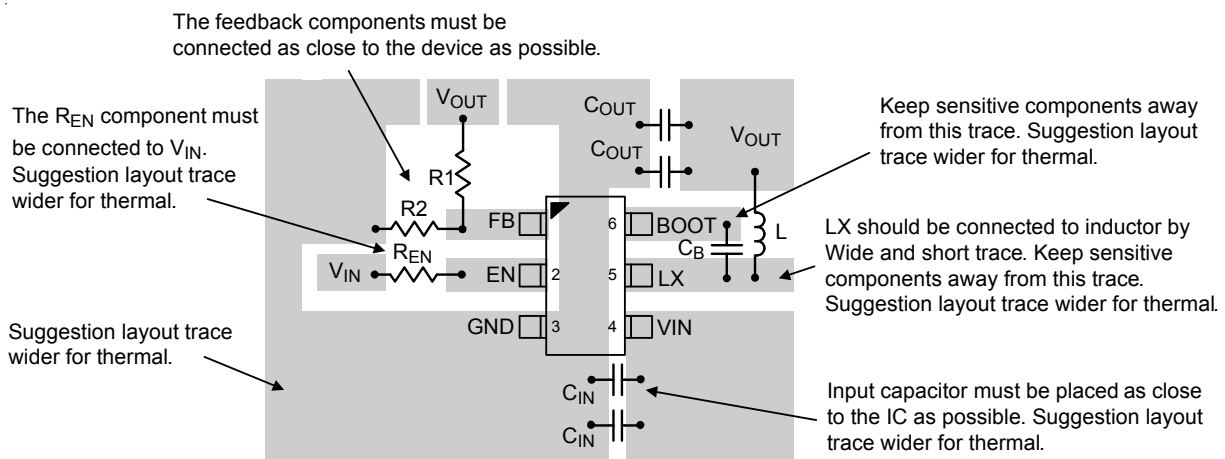 The feedback components must be
connected as close to the device as possible.
The REN component must
be connected to VIN.
Suggestion layout trace
wider for thermal.
VOUT
R1
R2
REN
VIN
COUT
COUT
VOUT
Keep sensitive components away
from this trace. Suggestion layout
trace wider for thermal.
FB
EN
2
GND
3
6
BOOT
5
LX
4
VIN
CB
L
LX should be connected to inductor by
Wide and short trace. Keep sensitive
components away from this trace.
Suggestion layout trace wider for thermal.
Suggestion layout trace
wider for thermal.
CIN
CIN
Input capacitor must be placed as close
to the IC as possible. Suggestion layout
trace wider for thermal.